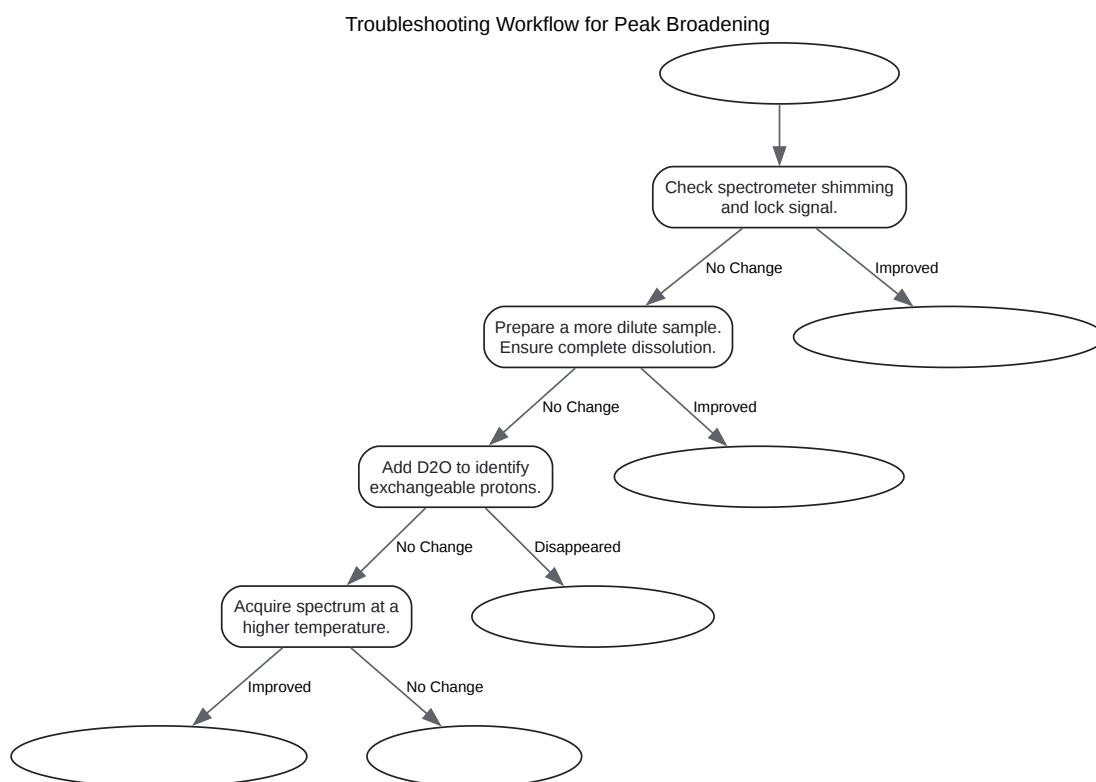 Troubleshooting Workflow for Peak Broadening
Check spectrometer shimming
and lock signal.
No Change
Improved
Prepare a more dilute sample.
Ensure complete dissolution.
No Change
Improved
Add D2O to identify
exchangeable protons.
No Change
Disappeared
Acquire spectrum at a
higher temperature.
Improved
No Change